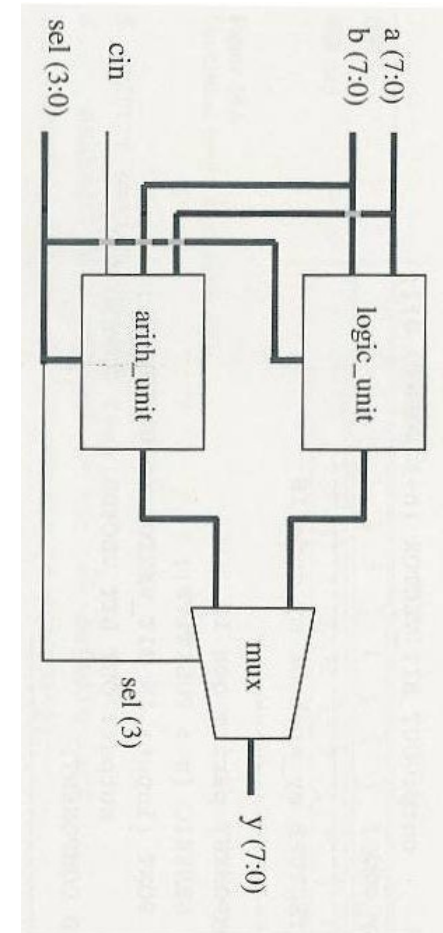 a (7:0)
b (7:0)
logic_unit
cin
sel (3:0)
arith_unit
mux
sel (3)
y (7:0)